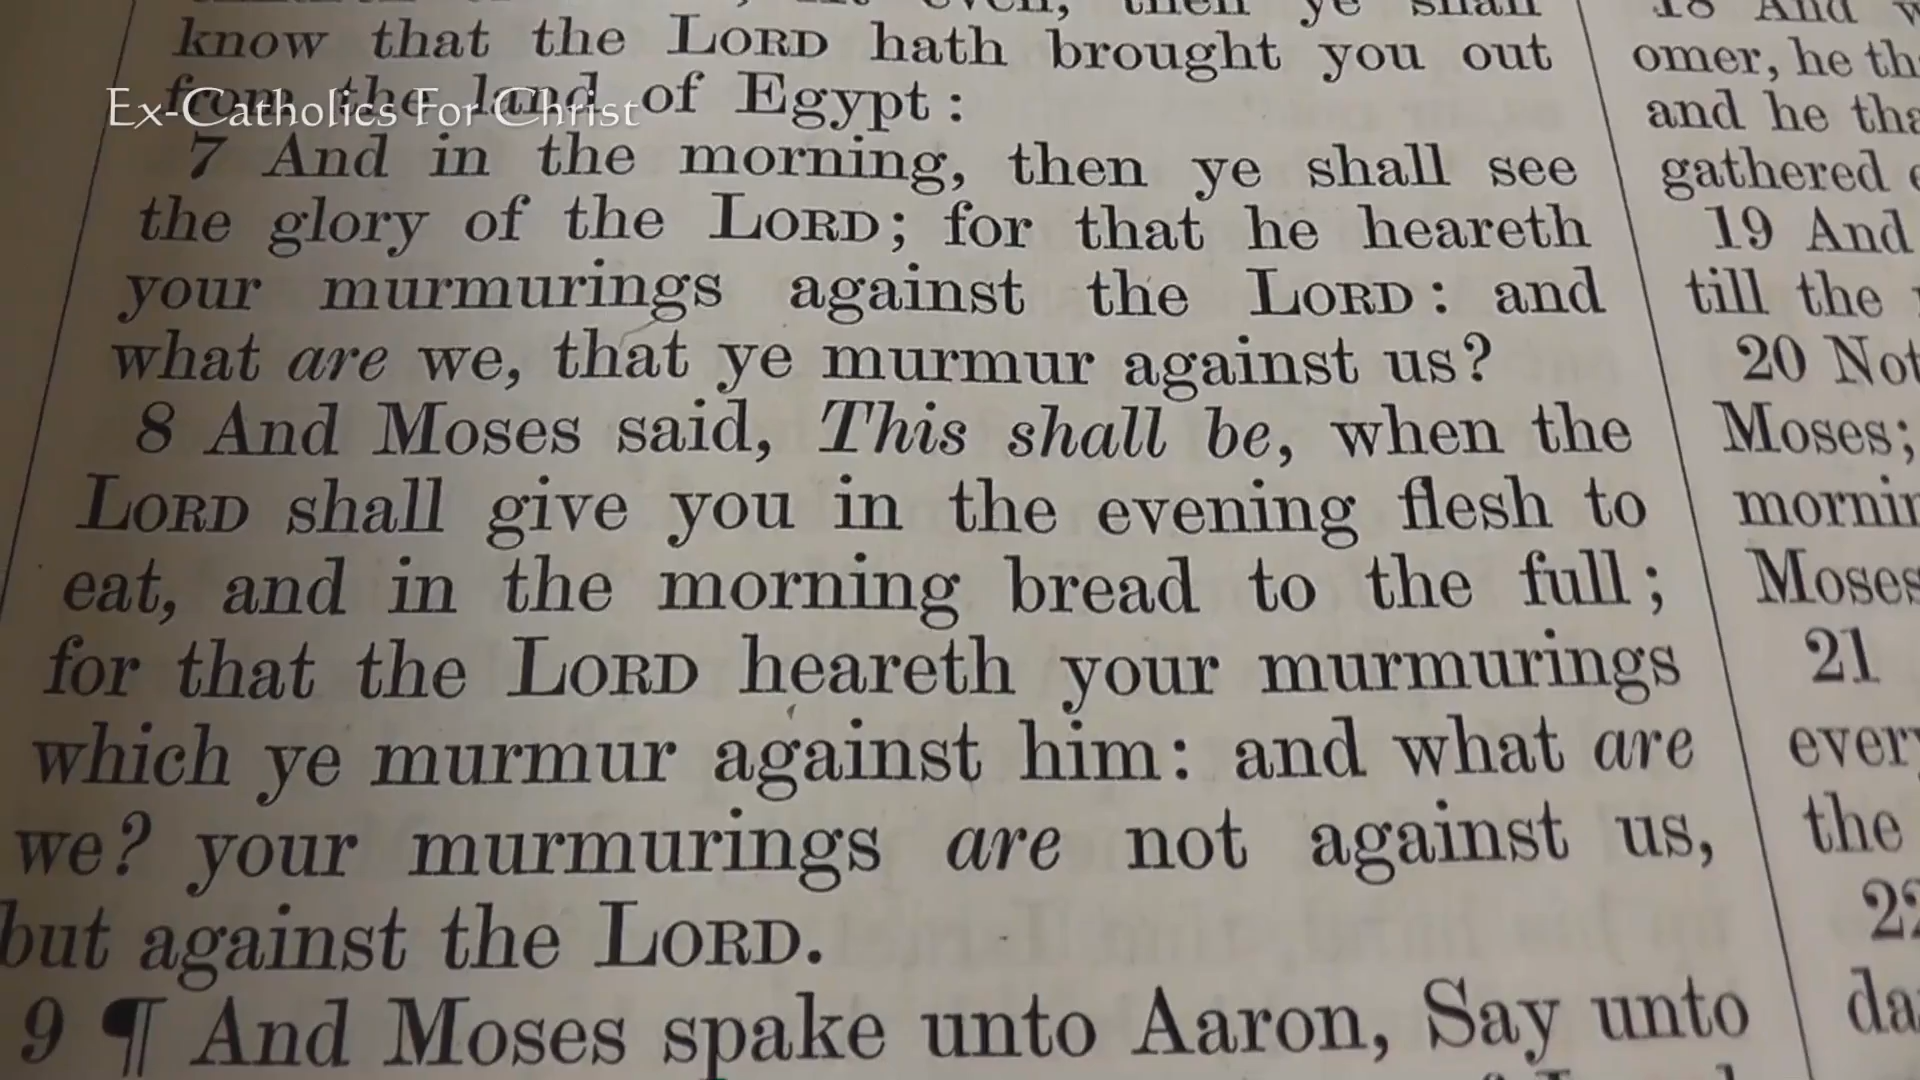 know that the LORD hath brought you out
from the land of Egypt :
Ex-Catholics For Christ
7 And in the morning, then ye shall see
the glory of the LORD; for that he heareth
your murmurings against the LORD : and
what are we, that ye murmur against us?
8 And Moses said, This shall be, when the
LORD shall give you in the evening flesh to
eat, and in the morning bread to the full ;
for that the LORD heareth your murmurings
which ye murmur against him: and what are
we? your murmurings are not against us,
but against the LORD.
9 ¶ And Moses spake unto Aaron, Say unto
18 And
omer, he
and he
gathered
19 And
till the
20 Not
Moses;
Moses
21
the